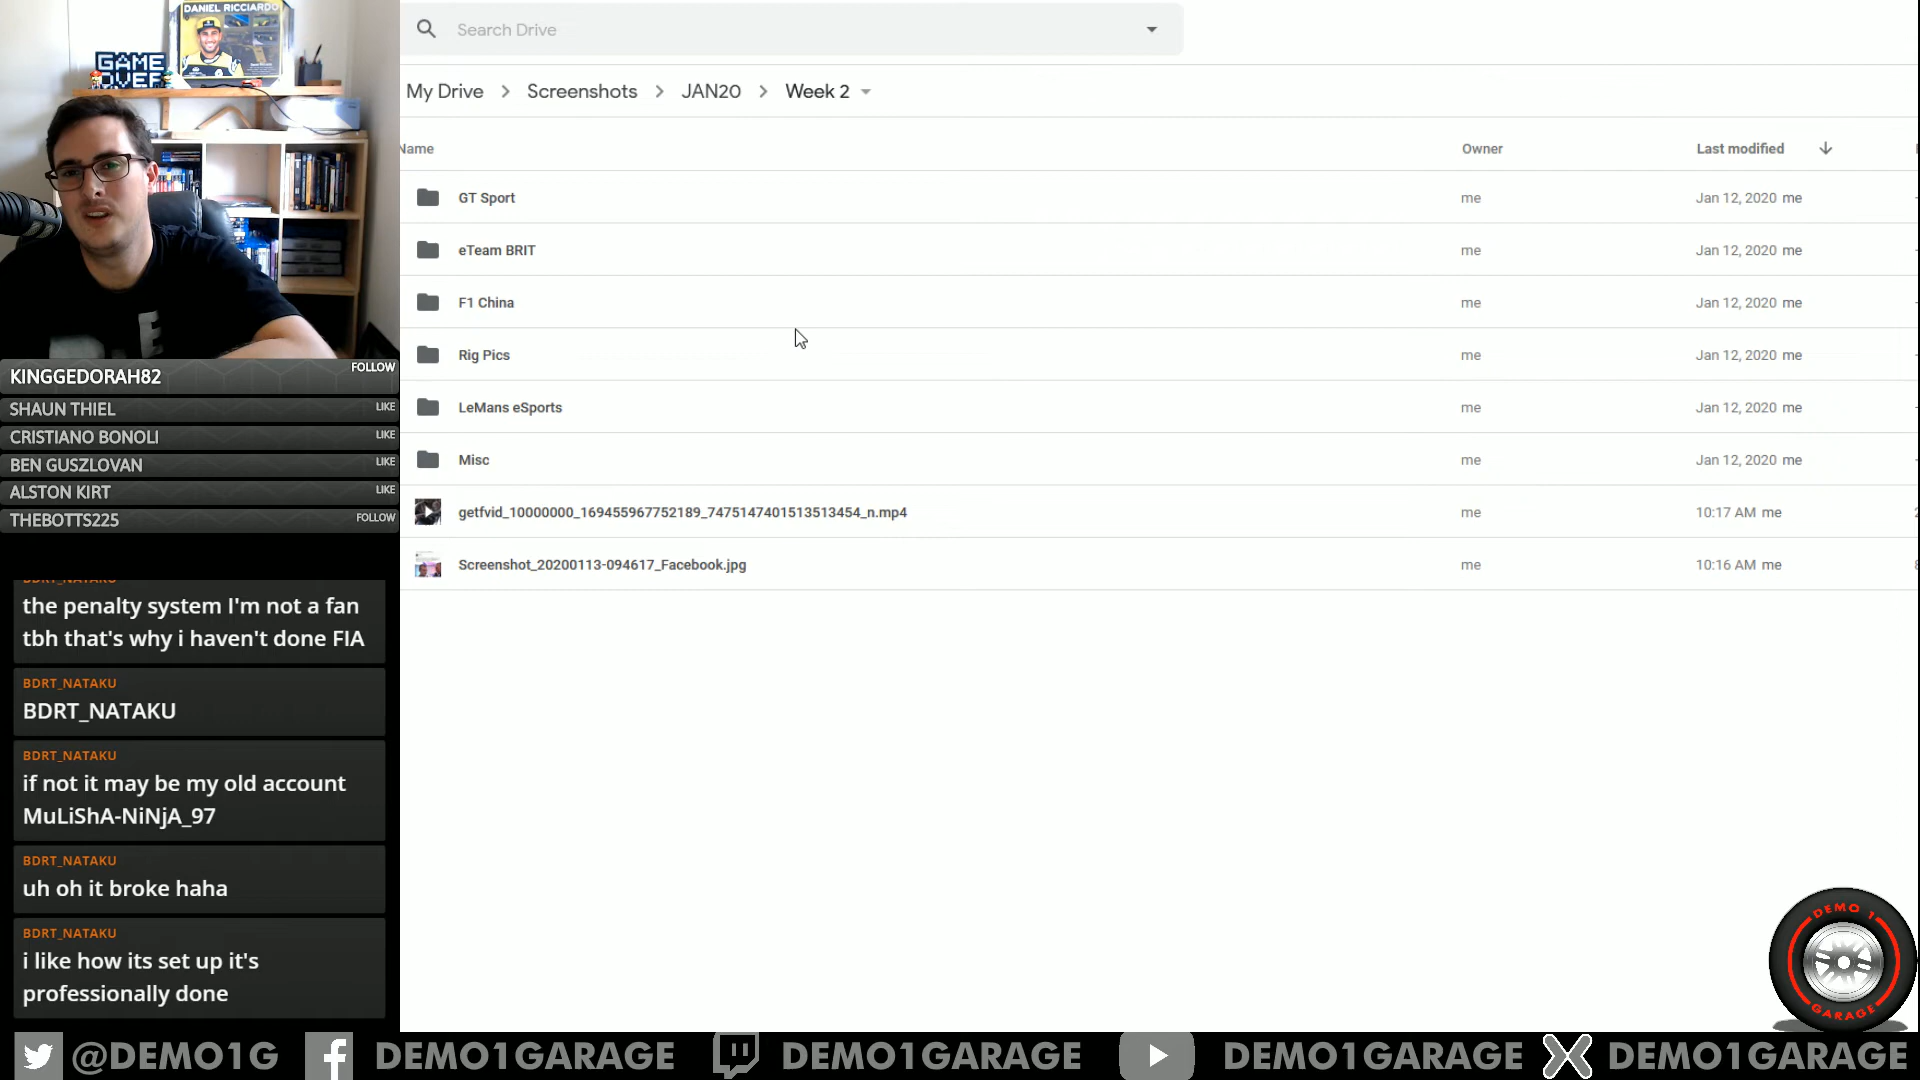 DANIEL RICCIARDO
GAME
OVER
Search Drive
My Drive > Screenshots > JAN20 > Week 2
Name Owner Last modified
GT Sport me Jan 12, 2020 me
eTeam BRIT me Jan 12, 2020 me
F1 China me Jan 12, 2020 me
Rig Pics me Jan 12, 2020 me
LeMans eSports me Jan 12, 2020 me
Misc me Jan 12, 2020 me
getfvid_10000000_169455967752189_7475147401513513454_n.mp4 me 10:17 AM me
Screenshot_20200113-094617_Facebook.jpg me 10:16 AM me
KINGGEDORAH82 FOLLOW
SHAUN THIEL LIKE
CRISTIANO BONOLI LIKE
BEN GUSZLOVAN LIKE
ALSTON KIRT LIKE
THEBOTTS225 FOLLOW
BDRT_NATAKU
the penalty system I'm not a fan
tbh that's why i haven't done FIA
BDRT_NATAKU
BDRT_NATAKU
BDRT_NATAKU
if not it may be my old account
MuLiShA-NiNjA_97
BDRT_NATAKU
uh oh it broke haha
BDRT_NATAKU
i like how its set up it's
professionally done
DEMO 1
GARAGE
@DEMO1G DEMO1GARAGE DEMO1GARAGE DEMO1GARAGE DEMO1GARAGE